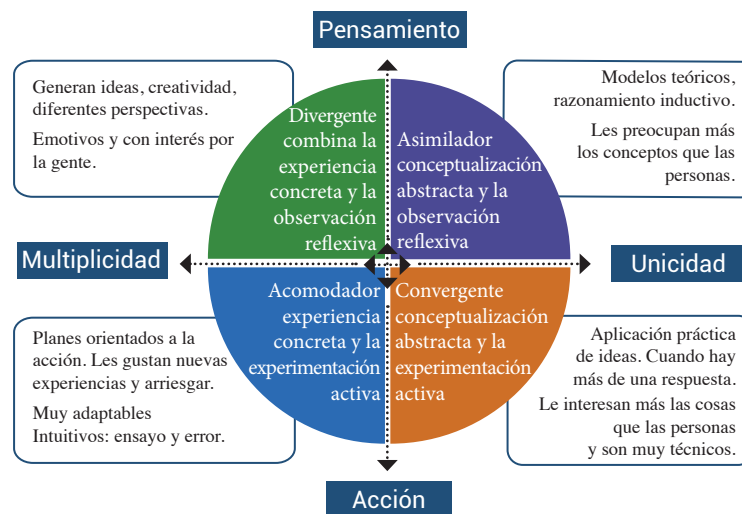 Pensamiento
Generan ideas, creatividad,
diferentes perspectivas.
Emotivos y con interés por
la gente.
Modelos teóricos,
razonamiento inductivo.
Les preocupan más
los conceptos que las
personas.
Divergente
combina la
experiencia
concreta y la
observación
reflexiva
Asimilador
conceptualización
abstracta y la
observación
reflexiva
Multiplicidad
Unicidad
Acomodador
experiencia
concreta y la
experimentación
activa
Convergente
conceptualización
abstracta y la
experimentación
activa
Planes orientados a la
acción. Les gustan nuevas
experiencias y arriesgar.
Muy adaptables
Intuitivos: ensayo y error.
Aplicación práctica
de ideas. Cuando hay
más de una respuesta.
Le interesan más las cosas
que las personas
y son muy técnicos.
Acción